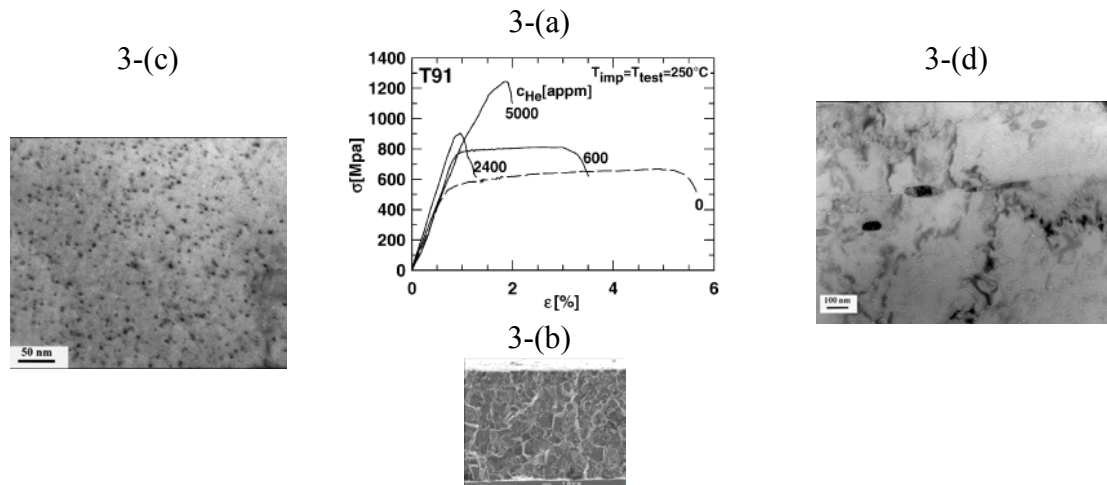 3-(a)
3-(c)
3-(d)
1400
1200
1000
800
600
400
200
0
σ[Mpa]
T91
T_imp=T_test=250°C
c_He[appm]
5000
2400
600
0
0
2
4
6
ε[%]
50 nm
100 nm
3-(b)